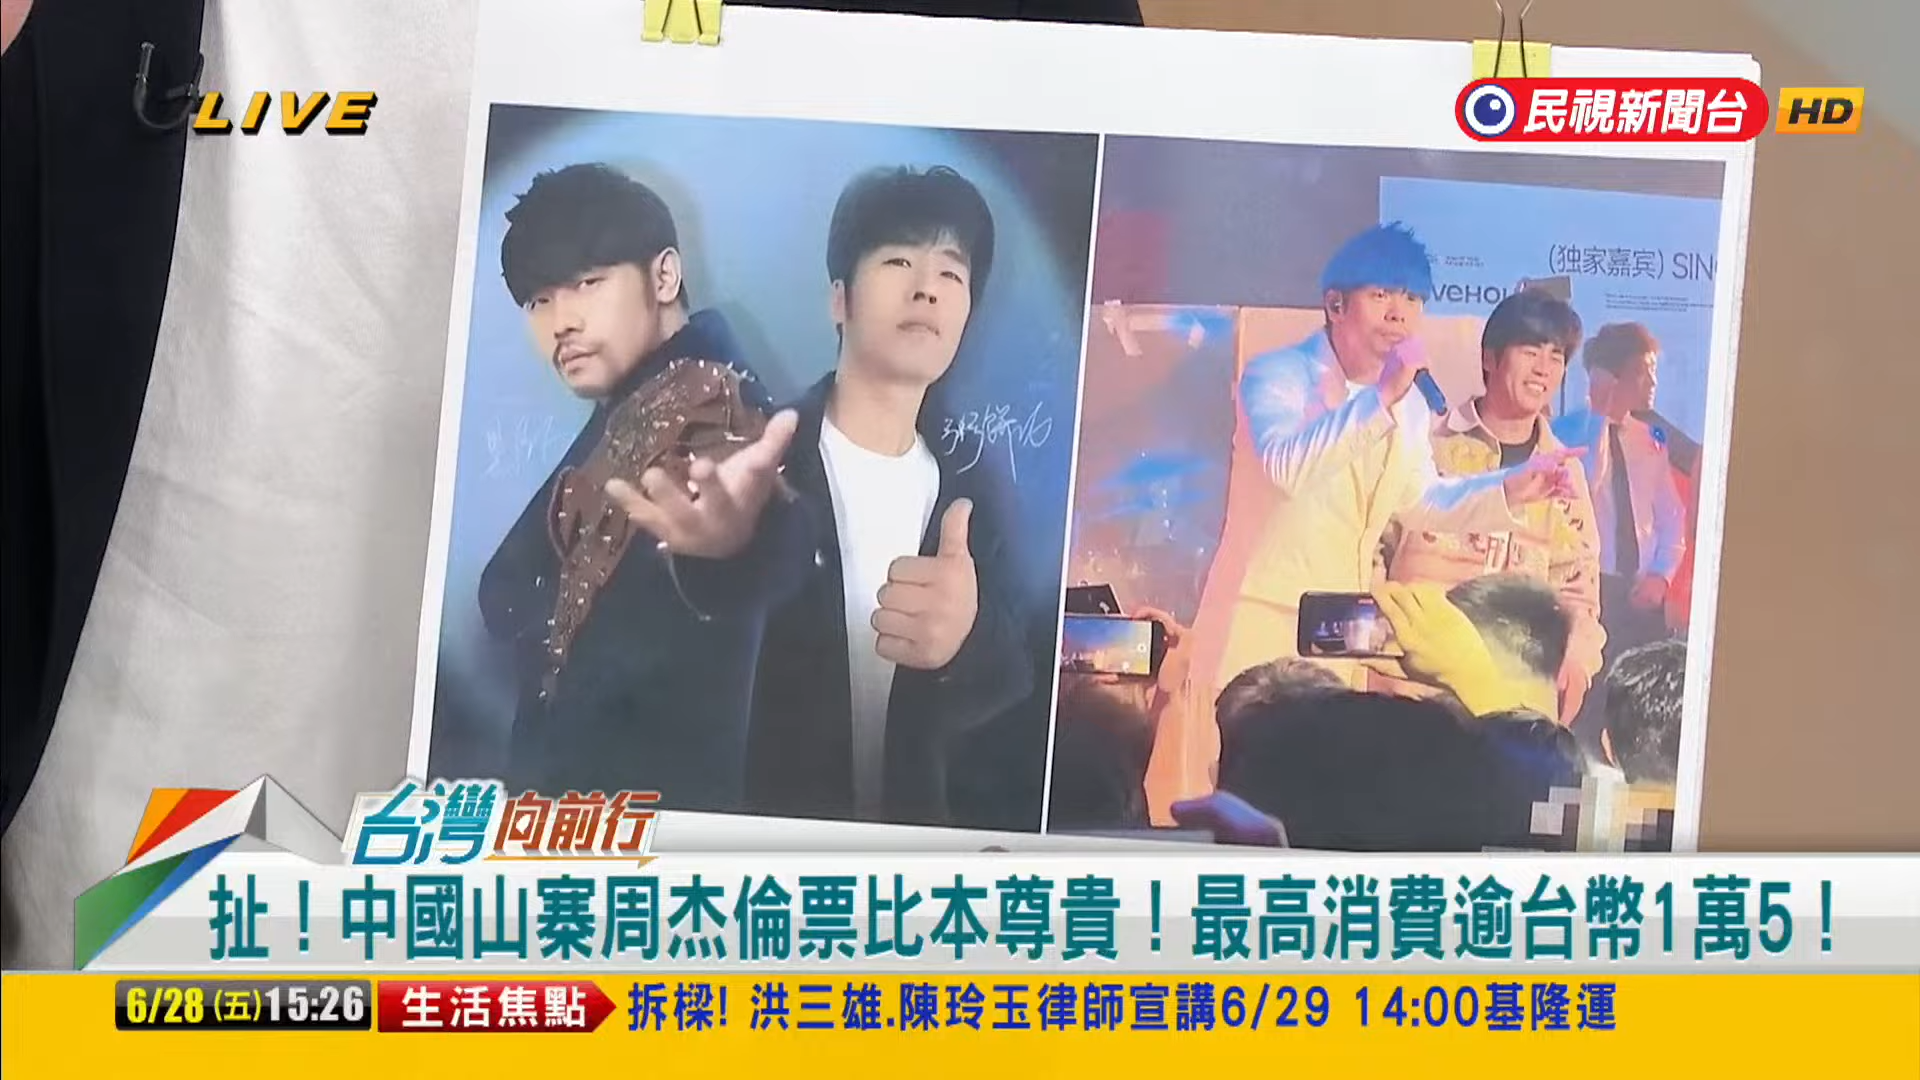 LIVE
民視新聞台 HD
(独家嘉宾) SIN
台灣向前行
扯！中國山寨周杰倫票比本尊貴！最高消費逾台幣1萬5！
6/28 (五) 15:26 生活焦點 拆樑! 洪三雄.陳玲玉律師宣講6/29 14:00基隆運